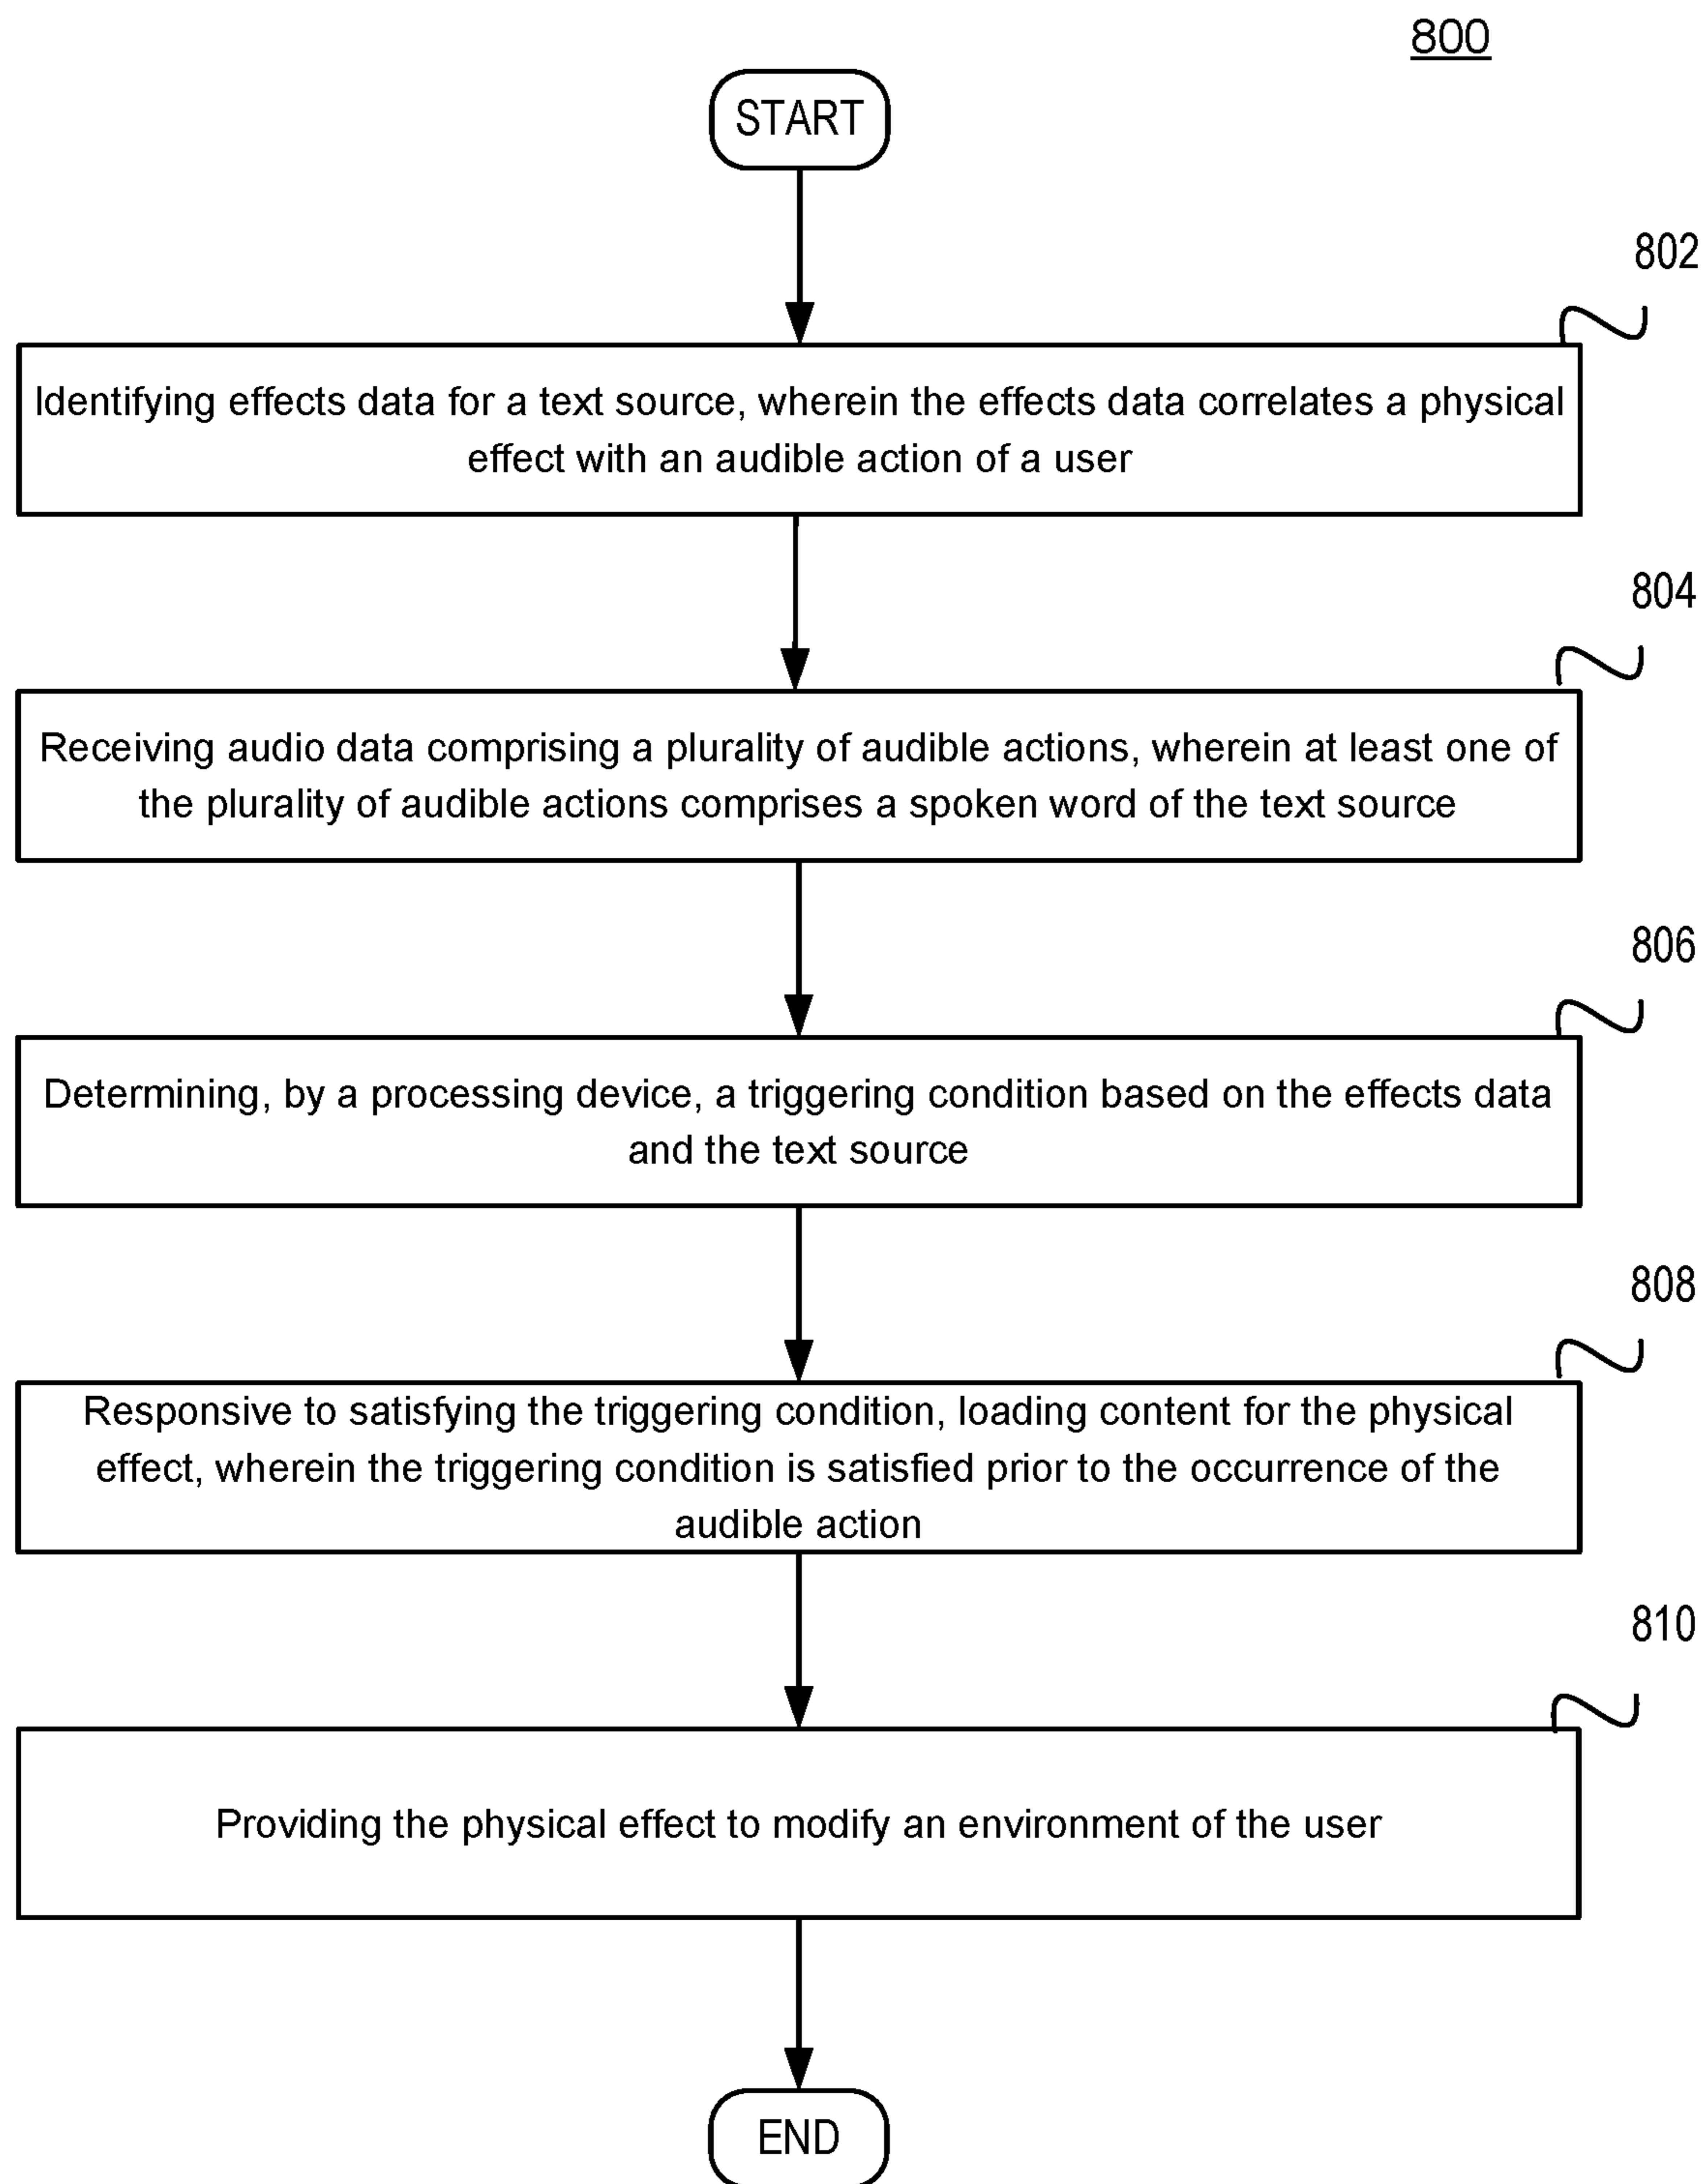 800
START
802
Identifying effects data for a text source, wherein the effects data correlates a physical
effect with an audible action of a user
804
Receiving audio data comprising a plurality of audible actions, wherein at least one of
the plurality of audible actions comprises a spoken word of the text source
806
Determining, by a processing device, a triggering condition based on the effects data
and the text source
808
Responsive to satisfying the triggering condition, loading content for the physical
effect, wherein the triggering condition is satisfied prior to the occurrence of the
audible action
810
Providing the physical effect to modify an environment of the user
END